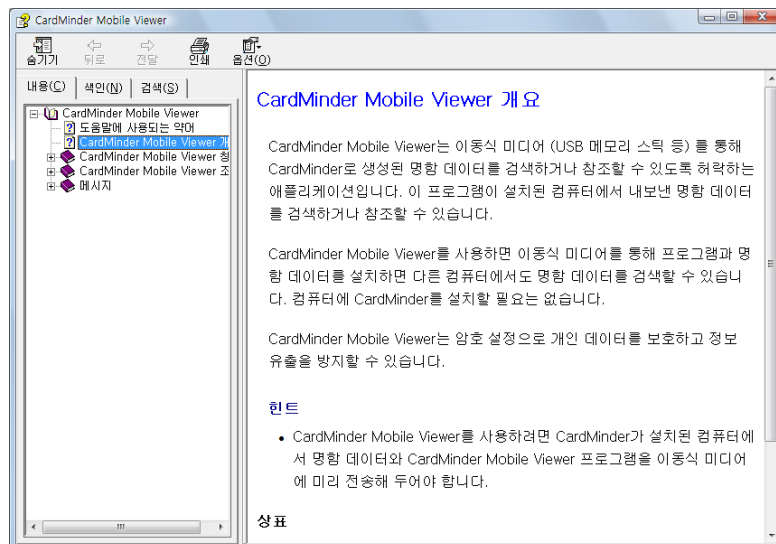 CardMinder Mobile Viewer
숨기기 뒤로 전달 인쇄 옵션(O)
내용(C) 색인(N) 검색(S)
CardMinder Mobile Viewer
도움말에 사용되는 약어
CardMinder Mobile Viewer 개
CardMinder Mobile Viewer 창
CardMinder Mobile Viewer 조
메시지
CardMinder Mobile Viewer 개요
CardMinder Mobile Viewer는 이동식 미디어 (USB 메모리 스틱 등) 를 통해
CardMinder로 생성된 명함 데이터를 검색하거나 참조할 수 있도록 허락하는
애플리케이션입니다. 이 프로그램이 설치된 컴퓨터에서 내보낸 명함 데이터
를 검색하거나 참조할 수 있습니다.
CardMinder Mobile Viewer를 사용하면 이동식 미디어를 통해 프로그램과 명
함 데이터를 설치하면 다른 컴퓨터에서도 명함 데이터를 검색할 수 있습니
다. 컴퓨터에 CardMinder를 설치할 필요는 없습니다.
CardMinder Mobile Viewer는 암호 설정으로 개인 데이터를 보호하고 정보
유출을 방지할 수 있습니다.
힌트
• CardMinder Mobile Viewer를 사용하려면 CardMinder가 설치된 컴퓨터에
서 명함 데이터와 CardMinder Mobile Viewer 프로그램을 이동식 미디어
에 미리 전송해 두어야 합니다.
상표